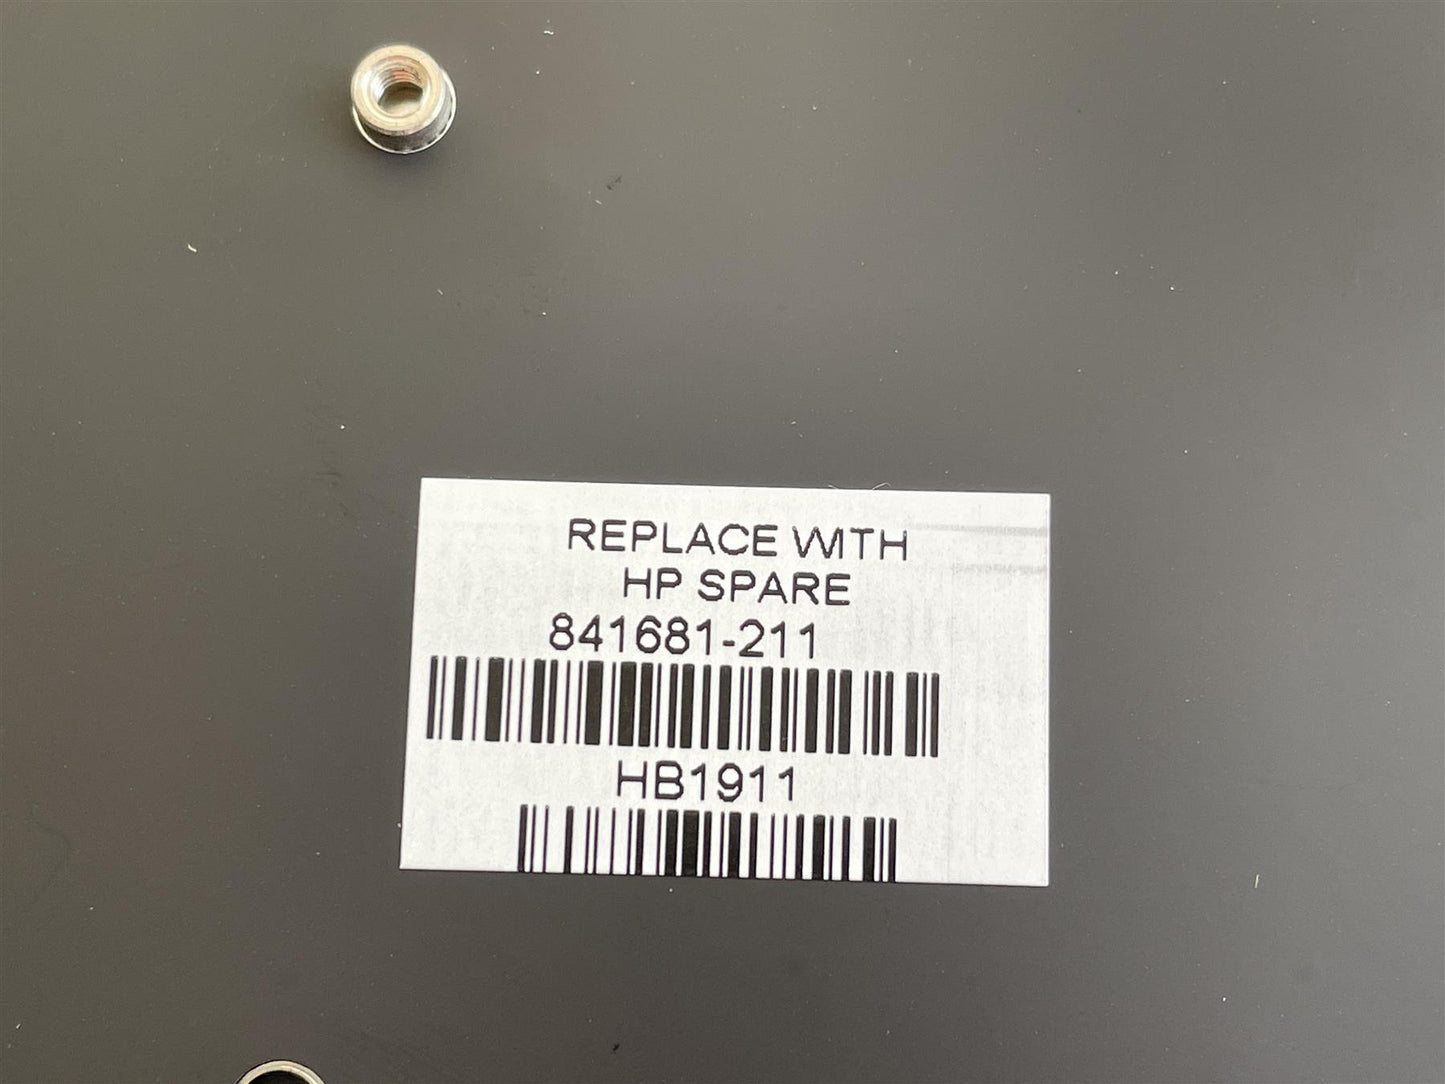 REPLACE WITH
HP SPARE
841681-211
HB1911